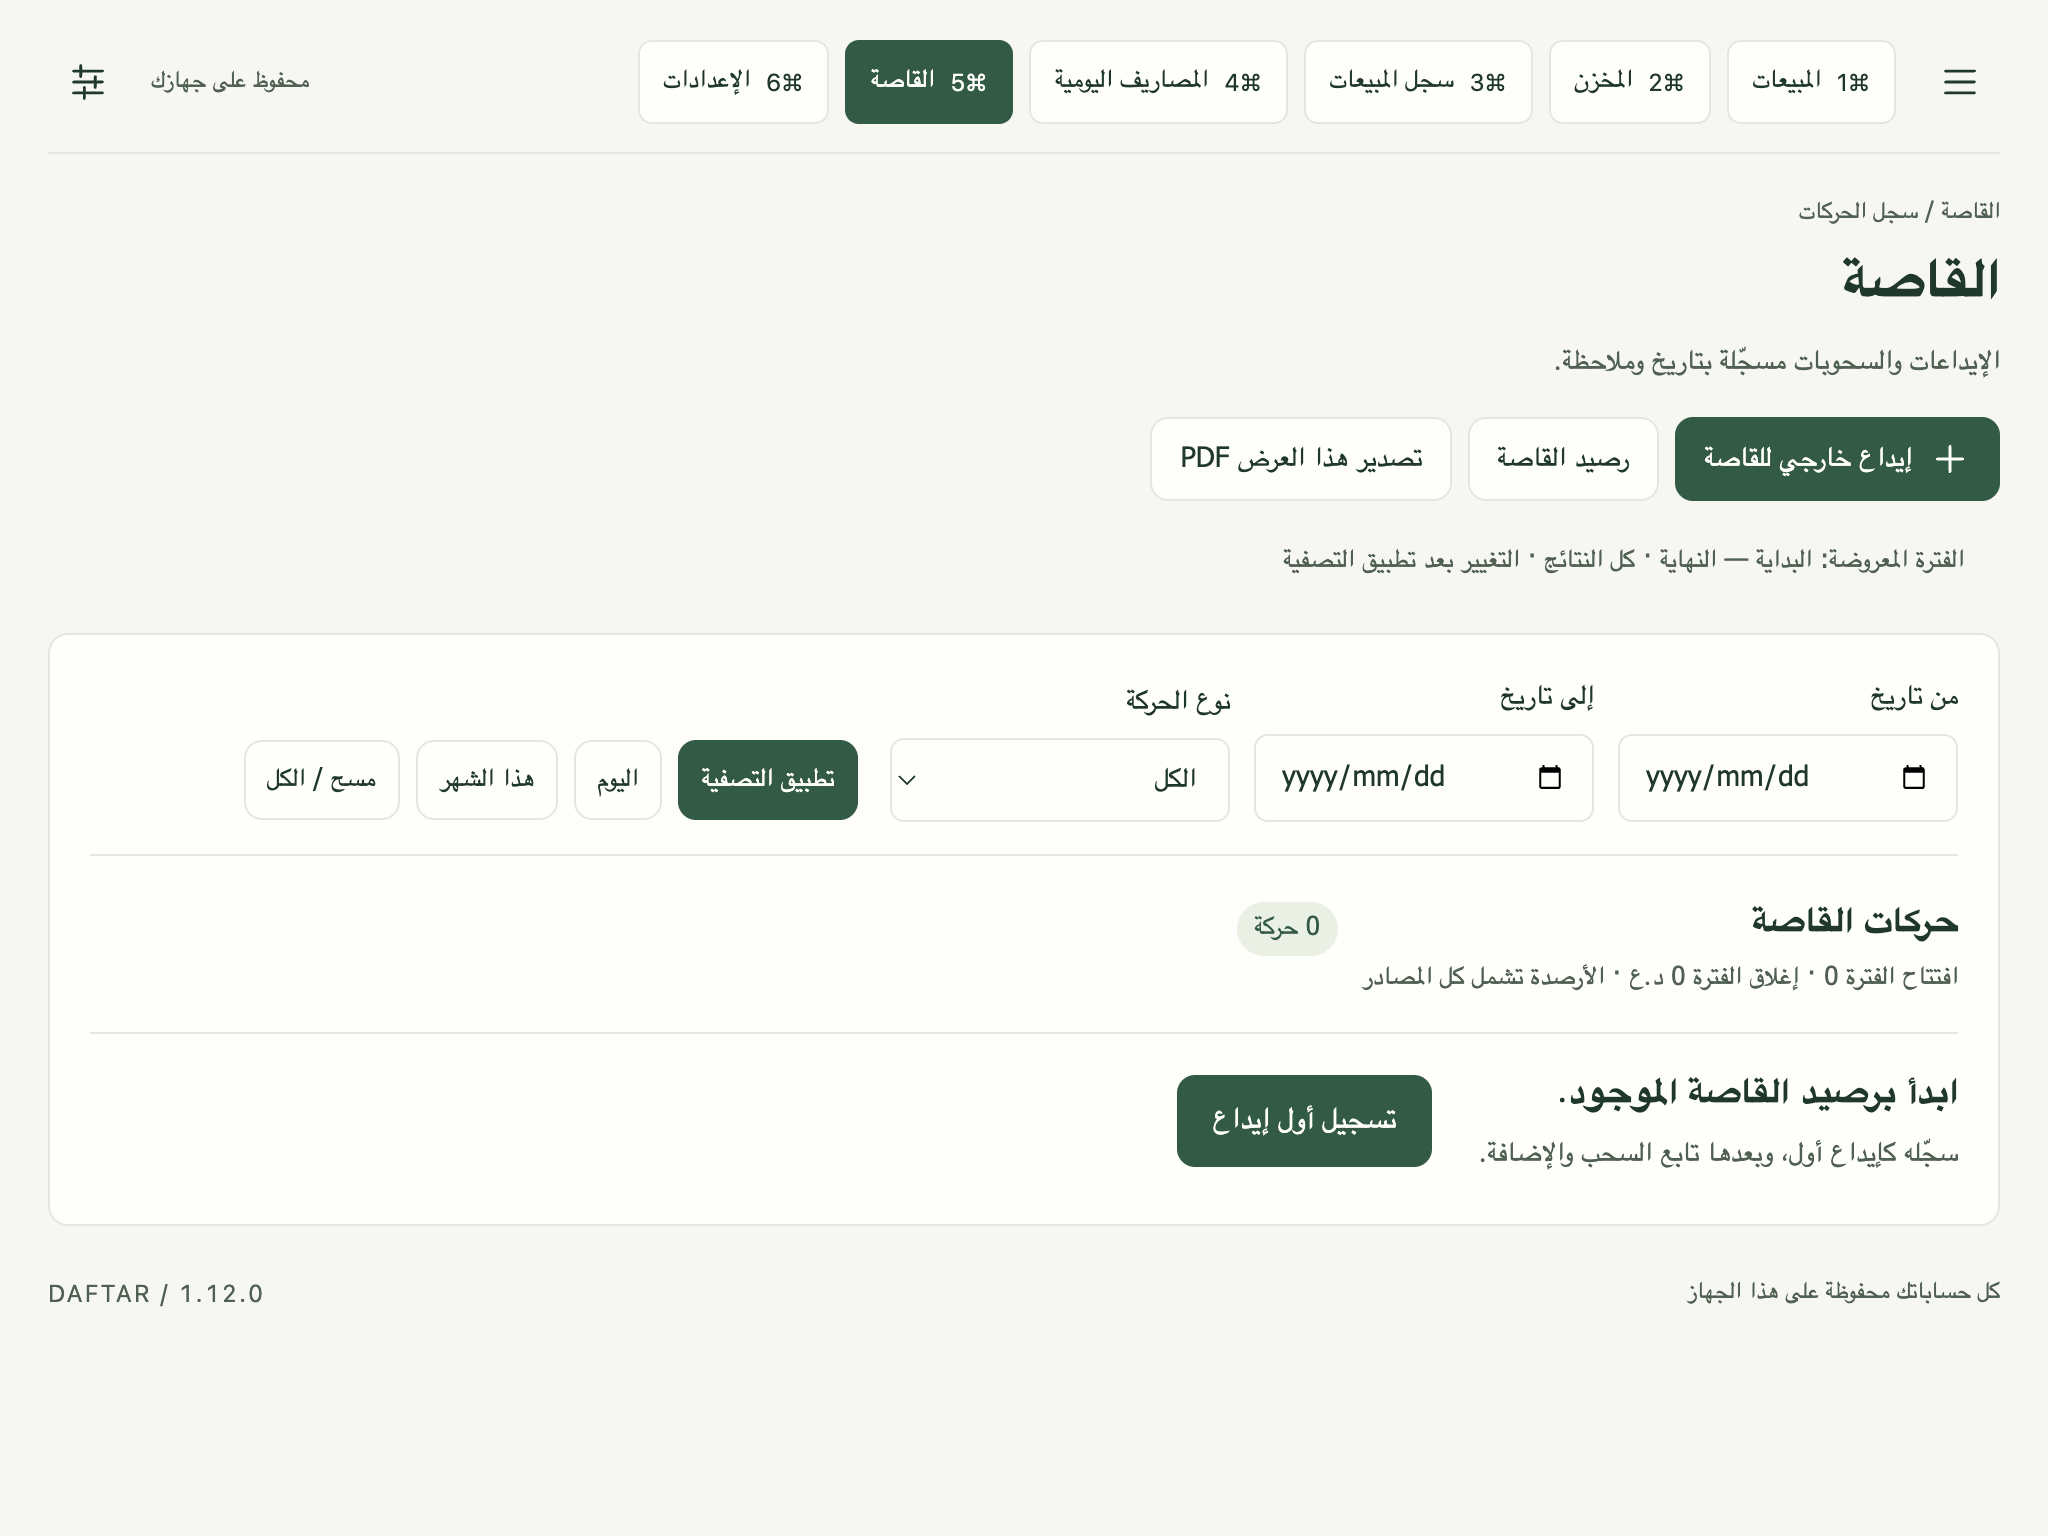 ⌘1 المبيعات
⌘2 المخزن
⌘3 سجل المبيعات
⌘4 المصاريف اليومية
⌘5 القاصة
⌘6 الإعدادات
محفوظ على جهازك
القاصة / سجل الحركات
القاصة
الإيداعات والسحوبات مسجّلة بتاريخ وملاحظة.
إيداع خارجي للقاصة
رصيد القاصة
تصدير هذا العرض PDF
الفترة المعروضة: البداية — النهاية · كل النتائج · التغيير بعد تطبيق التصفية
من تاريخ
yyyy/mm/dd
إلى تاريخ
yyyy/mm/dd
نوع الحركة
الكل
تطبيق التصفية
اليوم
هذا الشهر
مسح / الكل
حركات القاصة
0 حركة
افتتاح الفترة 0 · إغلاق الفترة 0 د.ع · الأرصدة تشمل كل المصادر
ابدأ برصيد القاصة الموجود.
سجّله كإيداع أول، وبعدها تابع السحب والإضافة.
تسجيل أول إيداع
كل حساباتك محفوظة على هذا الجهاز
DAFTAR / 1.12.0